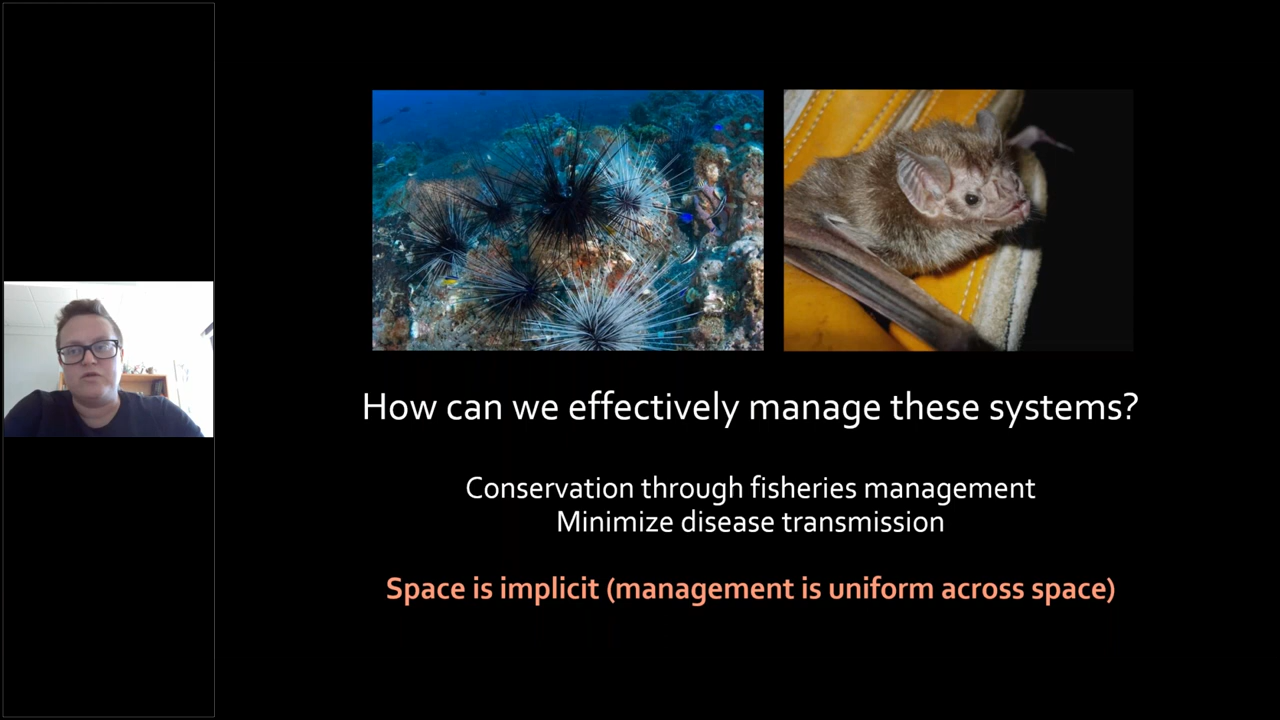 How can we effectively manage these systems?
Conservation through fisheries management
Minimize disease transmission
Space is implicit (management is uniform across space)